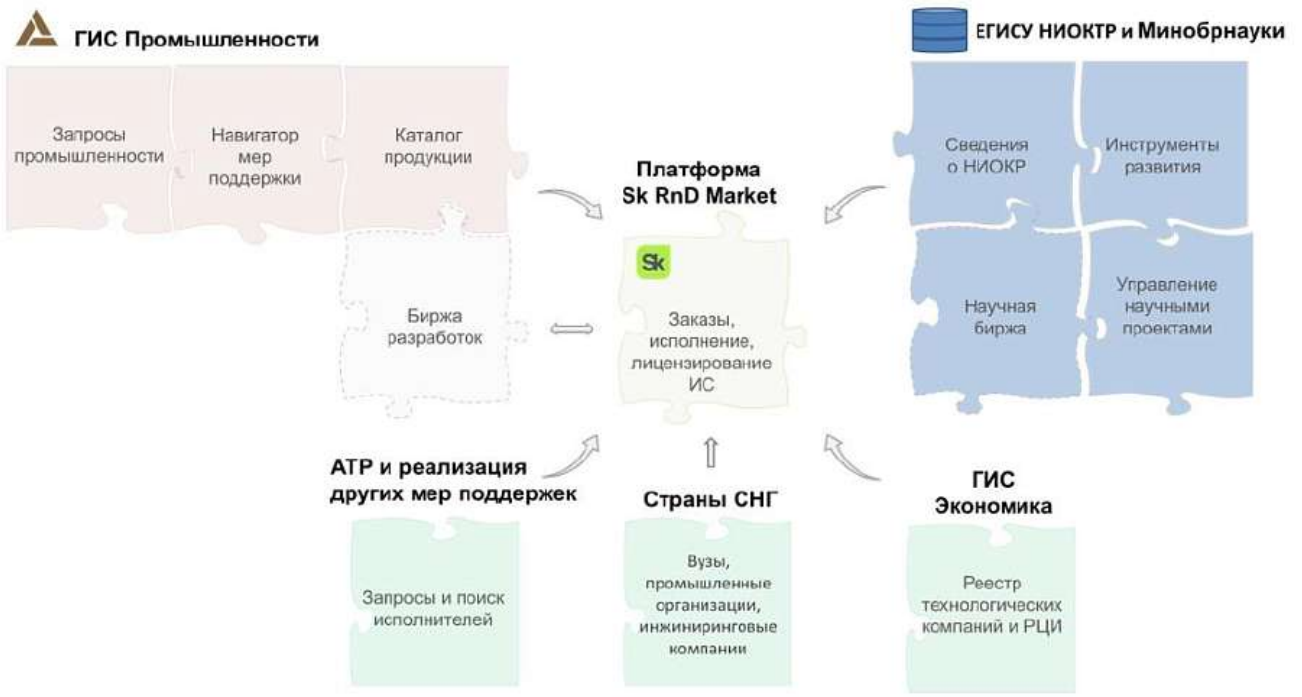 ГИС Промышленности
Запросы
промышленности
Навигатор
мер
поддержки
Каталог
продукции
Биржа
разработок
Платформа
Sk RnD Market
Sk
Заказы,
исполнение,
лицензирование
ИС
ЕГИСУ НИОКТР и Минобрнауки
Сведения
о НИОКР
Инструменты
развития
Научная
биржа
Управление
научными
проектами
АТР и реализация
других мер поддержек
Запросы и поиск
исполнителей
Страны СНГ
Вузы,
промышленные
организации,
инжиниринговые
компании
ГИС
Экономика
Реестр
технологических
компаний и РЦИ